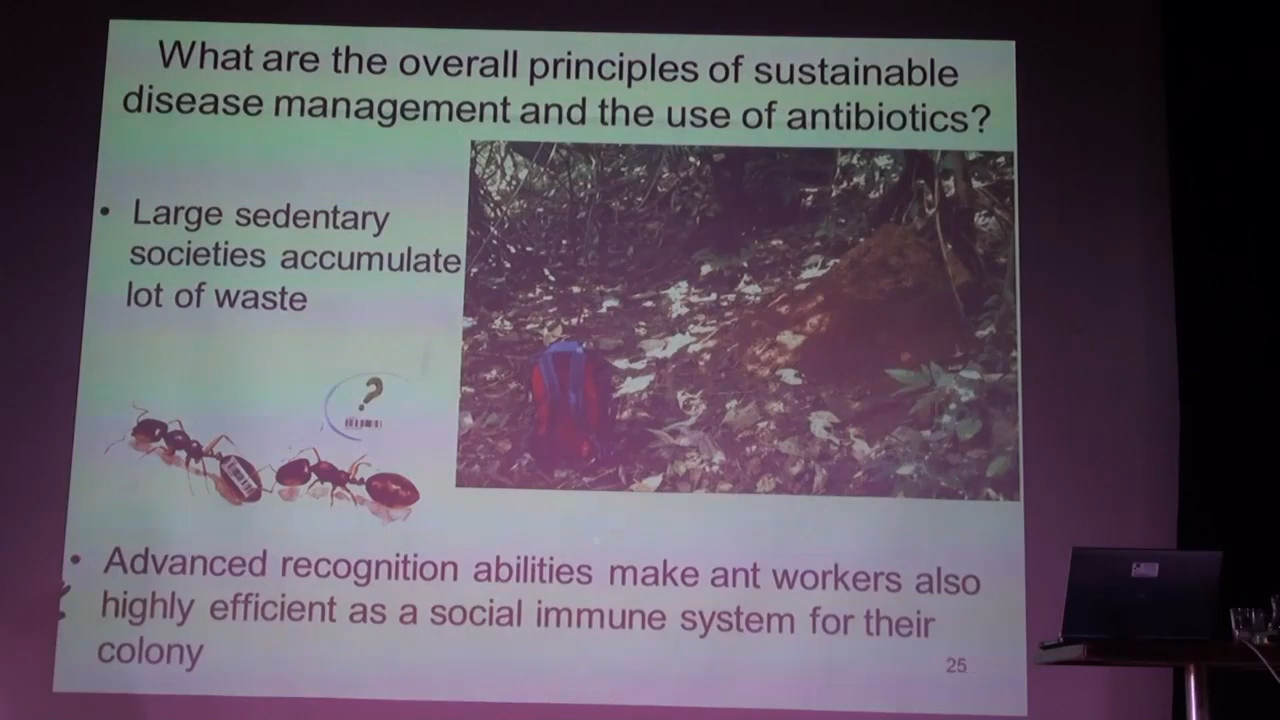 What are the overall principles of sustainable
disease management and the use of antibiotics?
• Large sedentary
societies accumulate
lot of waste
?
• Advanced recognition abilities make ant workers also
highly efficient as a social immune system for their
colony
25